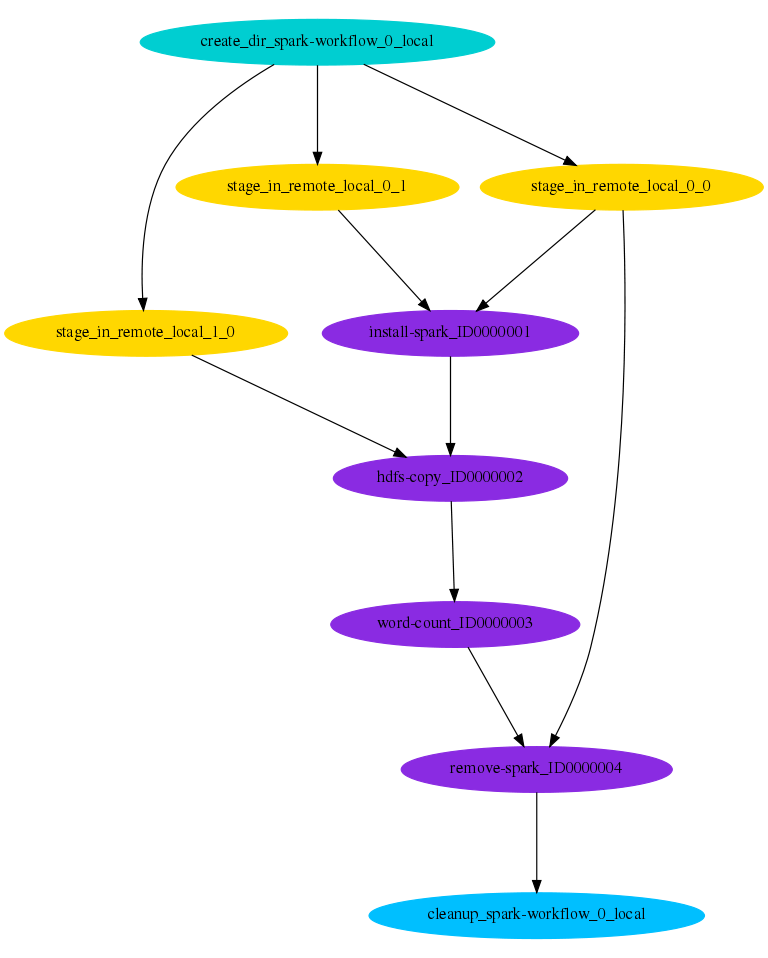 create_dir_spark-workflow_0_local
stage_in_remote_local_0_1
stage_in_remote_local_0_0
stage_in_remote_local_1_0
install-spark_ID0000001
hdfs-copy_ID0000002
word-count_ID0000003
remove-spark_ID0000004
cleanup_spark-workflow_0_local